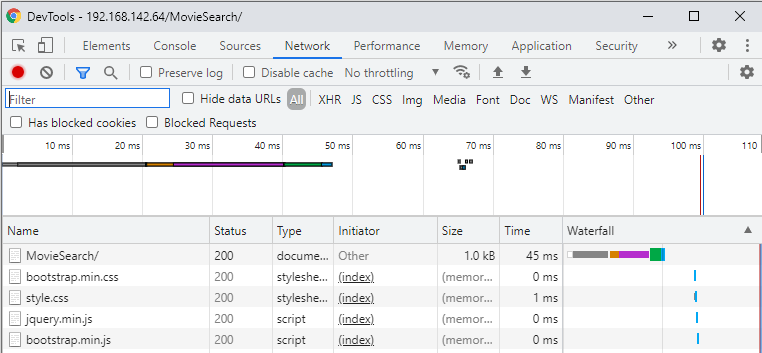 DevTools - 192.168.142.64/MovieSearch/
Elements Console Sources Network Performance Memory Application Security »
Preserve log Disable cache No throttling
Filter Hide data URLs All XHR JS CSS Img Media Font Doc WS Manifest Other
Has blocked cookies Blocked Requests
10 ms 20 ms 30 ms 40 ms 50 ms 60 ms 70 ms 80 ms 90 ms 100 ms 110
Name Status Type Initiator Size Time Waterfall
MovieSearch/ 200 docume... Other 1.0 kB 45 ms
bootstrap.min.css 200 styleshe... (index) (memor... 0 ms
style.css 200 styleshe... (index) (memor... 1 ms
jquery.min.js 200 script (index) (memor... 0 ms
bootstrap.min.js 200 script (index) (memor... 0 ms